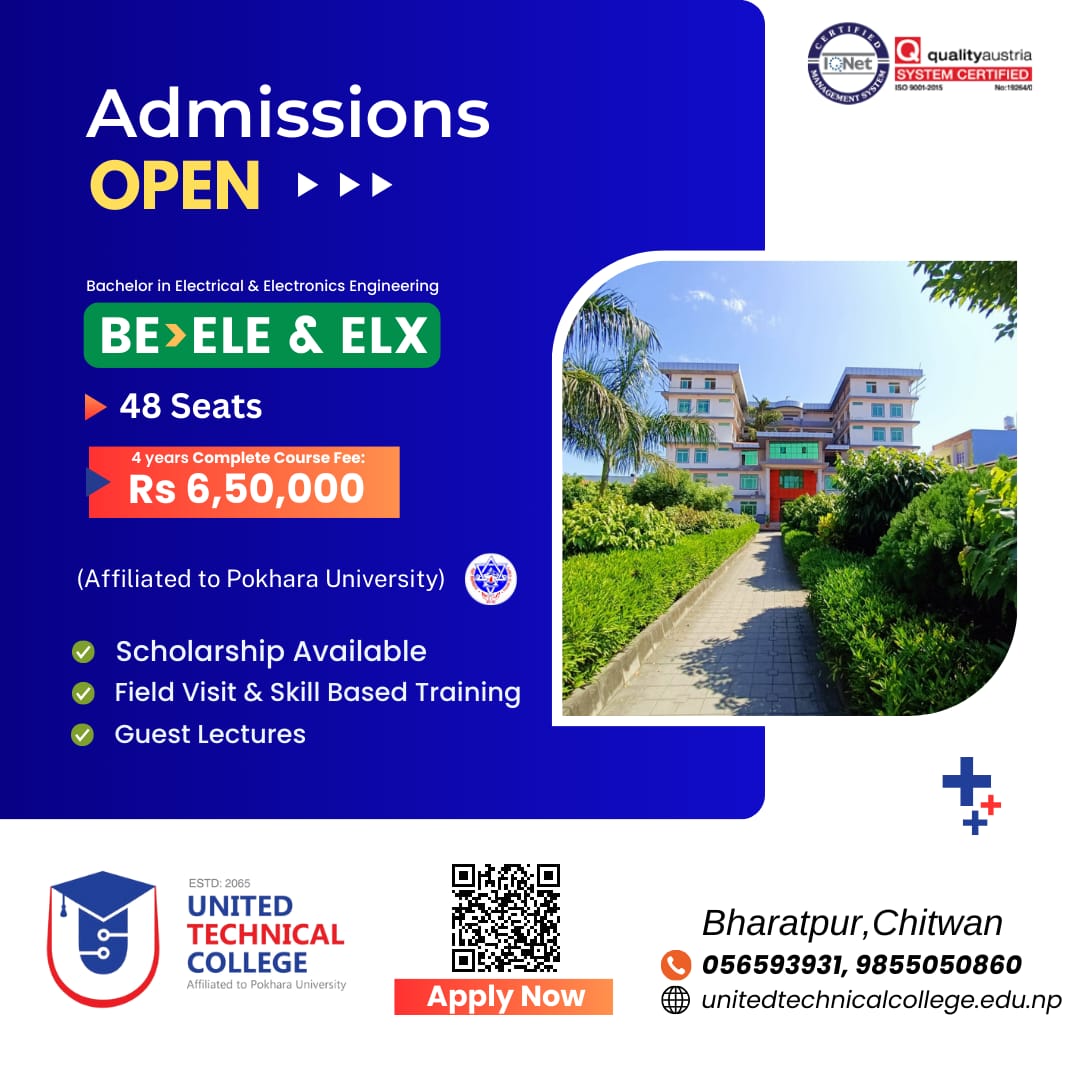 CERTIFIED
IQNet
MANAGEMENT SYSTEM
Q qualityaustria
SYSTEM CERTIFIED
ISO 9001-2015 No:19264/0
Admissions
OPEN
Bachelor in Electrical & Electronics Engineering
BE ELE & ELX
48 Seats
4 years Complete Course Fee:
Rs 6,50,000
(Affiliated to Pokhara University)
Scholarship Available
Field Visit & Skill Based Training
Guest Lectures
ESTD: 2065
UNITED
TECHNICAL
COLLEGE
Affiliated to Pokhara University
Apply Now
Bharatpur,Chitwan
056593931, 9855050860
unitedtechnicalcollege.edu.np